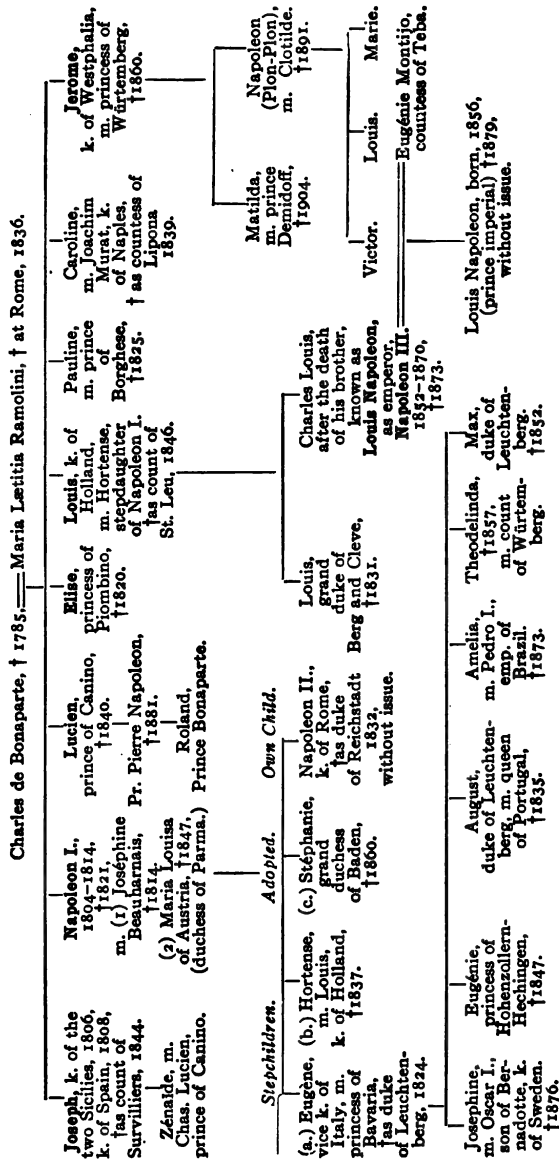 Charles de Bonaparte, † 1785, Maria Lætitia Ramolini, † at Rome, 1836.
Joseph, k. of the
two Sicilies, 1806,
k. of Spain, 1808,
†as count of
Survilliers, 1844.
Zénaïde, m.
Chas. Lucien,
prince of Canino.
Napoleon I.,
1804-1814,
†1821,
m. (1) Joséphine
Beauharnais,
†1814.
(2) Maria Louisa
of Austria, †1847,
(duchess of Parma.)
Lucien,
prince of Canino,
†1840.
Pr. Pierre Napoleon,
†1881.
Roland,
Prince Bonaparte.
Elise,
princess of
Piombino,
†1820.
Louis, k. of
Holland,
m. Hortense,
stepdaughter
of Napoleon I.
†as count of
St. Leu, 1846.
Pauline,
m. prince
of
Borghese,
†1825.
Caroline,
m. Joachim
Murat, k.
of Naples,
† as countess of
Lipona
1839.
Jerome,
k. of Westphalia,
m. princess of
Würtemberg,
†1860.
Matilda,
m. prince
Demidoff,
†1904.
Napoleon
(Plon-Plon),
m. Clotilde.
†1891.
Victor.
Louis.
Marie.
Stepchildren.
Adopted.
Own Child.
(a.) Eugène,
vice k. of
Italy, m.
princess of
Bavaria,
†as duke
of Leuchten-
berg, 1824.
(b.) Hortense,
m. Louis,
k. of Holland,
†1837.
(c.) Stéphanie,
grand
duchess
of Baden,
†1860.
Napoleon II.,
k. of Rome,
†as duke
of Reichstadt
1832,
without issue.
Louis,
grand
duke of
Berg and Cleve,
†1831.
Charles Louis,
after the death
of his brother,
known as
Louis Napoleon,
as emperor,
Napoleon III.
1852-1870,
†1873.
Eugénie Montijo,
countess of Teba.
Louis Napoleon, born, 1856,
(prince imperial) †1879,
without issue.
Josephine,
m. Oscar I.,
son of Ber-
nadotte, k.
of Sweden.
†1876.
Eugénie,
princess of
Hohenzollern-
Hechingen,
†1847.
August,
duke of Leuchten-
berg, m. queen
of Portugal,
†1835.
Amelia,
m. Pedro I.,
emp. of
Brazil.
†1873.
Theodelinda,
†1857.
m. count
of Würtem-
berg.
Max,
duke of
Leuchten-
berg.
†1852.